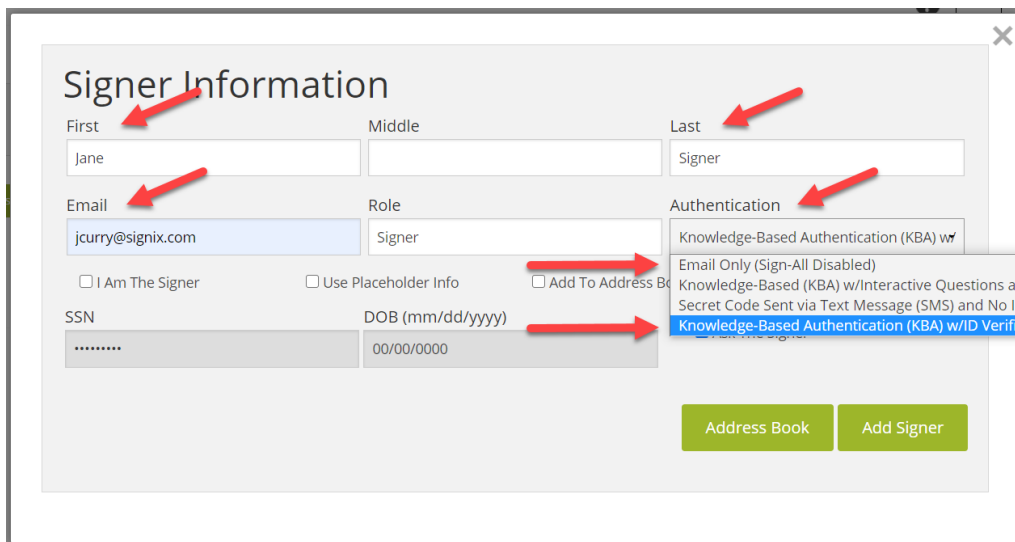 Signer Information
First Middle Last
Jane Signer
Email Role Authentication
jcurry@signix.com Signer Knowledge-Based Authentication (KBA) w/
Email Only (Sign-All Disabled)
I Am The Signer Use Placeholder Info Add To Address Bo
Knowledge-Based (KBA) w/Interactive Questions a
Secret Code Sent via Text Message (SMS) and No I
Knowledge-Based Authentication (KBA) w/ID Verifi
SSN DOB (mm/dd/yyyy)
••••••••• 00/00/0000
Address Book Add Signer